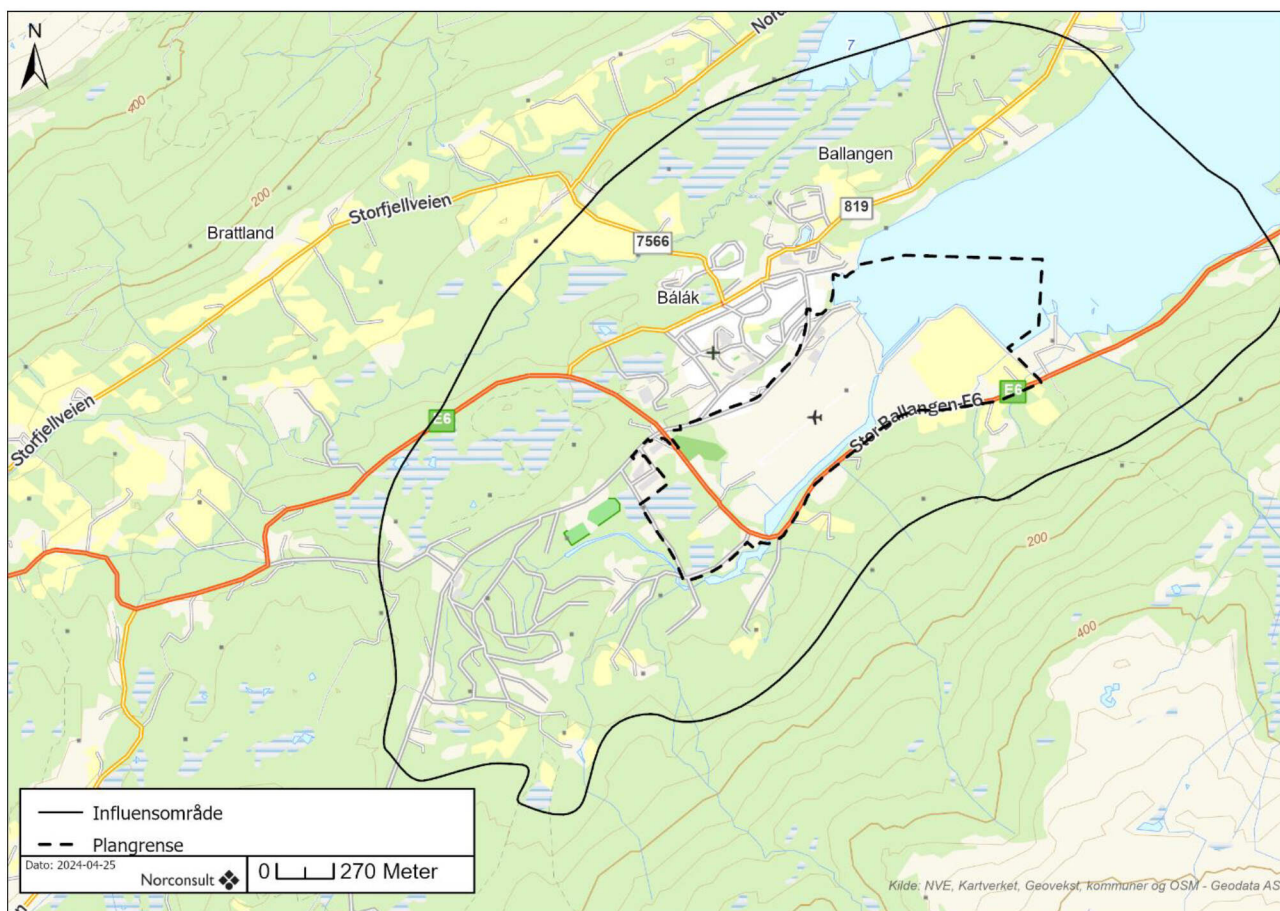 N
Nord
7
400
Ballangen
Storfjellveien
819
200
Brattland
7566
Bálák
E6
Stor-Ballangen-E6
E6
Storfjellveien
200
400
Influensområde
Plangrense
Dato: 2024-04-25
Norconsult
0 270 Meter
Kilde: NVE, Kartverket, Geovekst, kommuner og OSM - Geodata AS